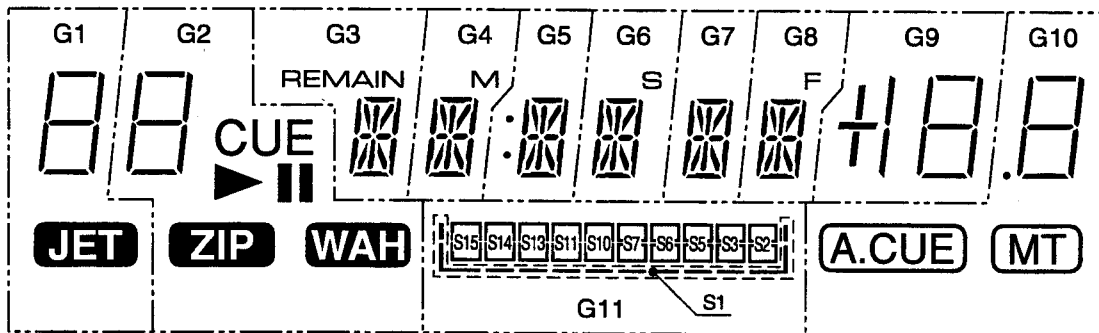 G1 G2 G3 G4 G5 G6 G7 G8 G9 G10
REMAIN M S F
CUE
JET ZIP WAH S15 S14 S13 S11 S10 S7 S6 S5 S3 S2 A.CUE MT
G11 S1